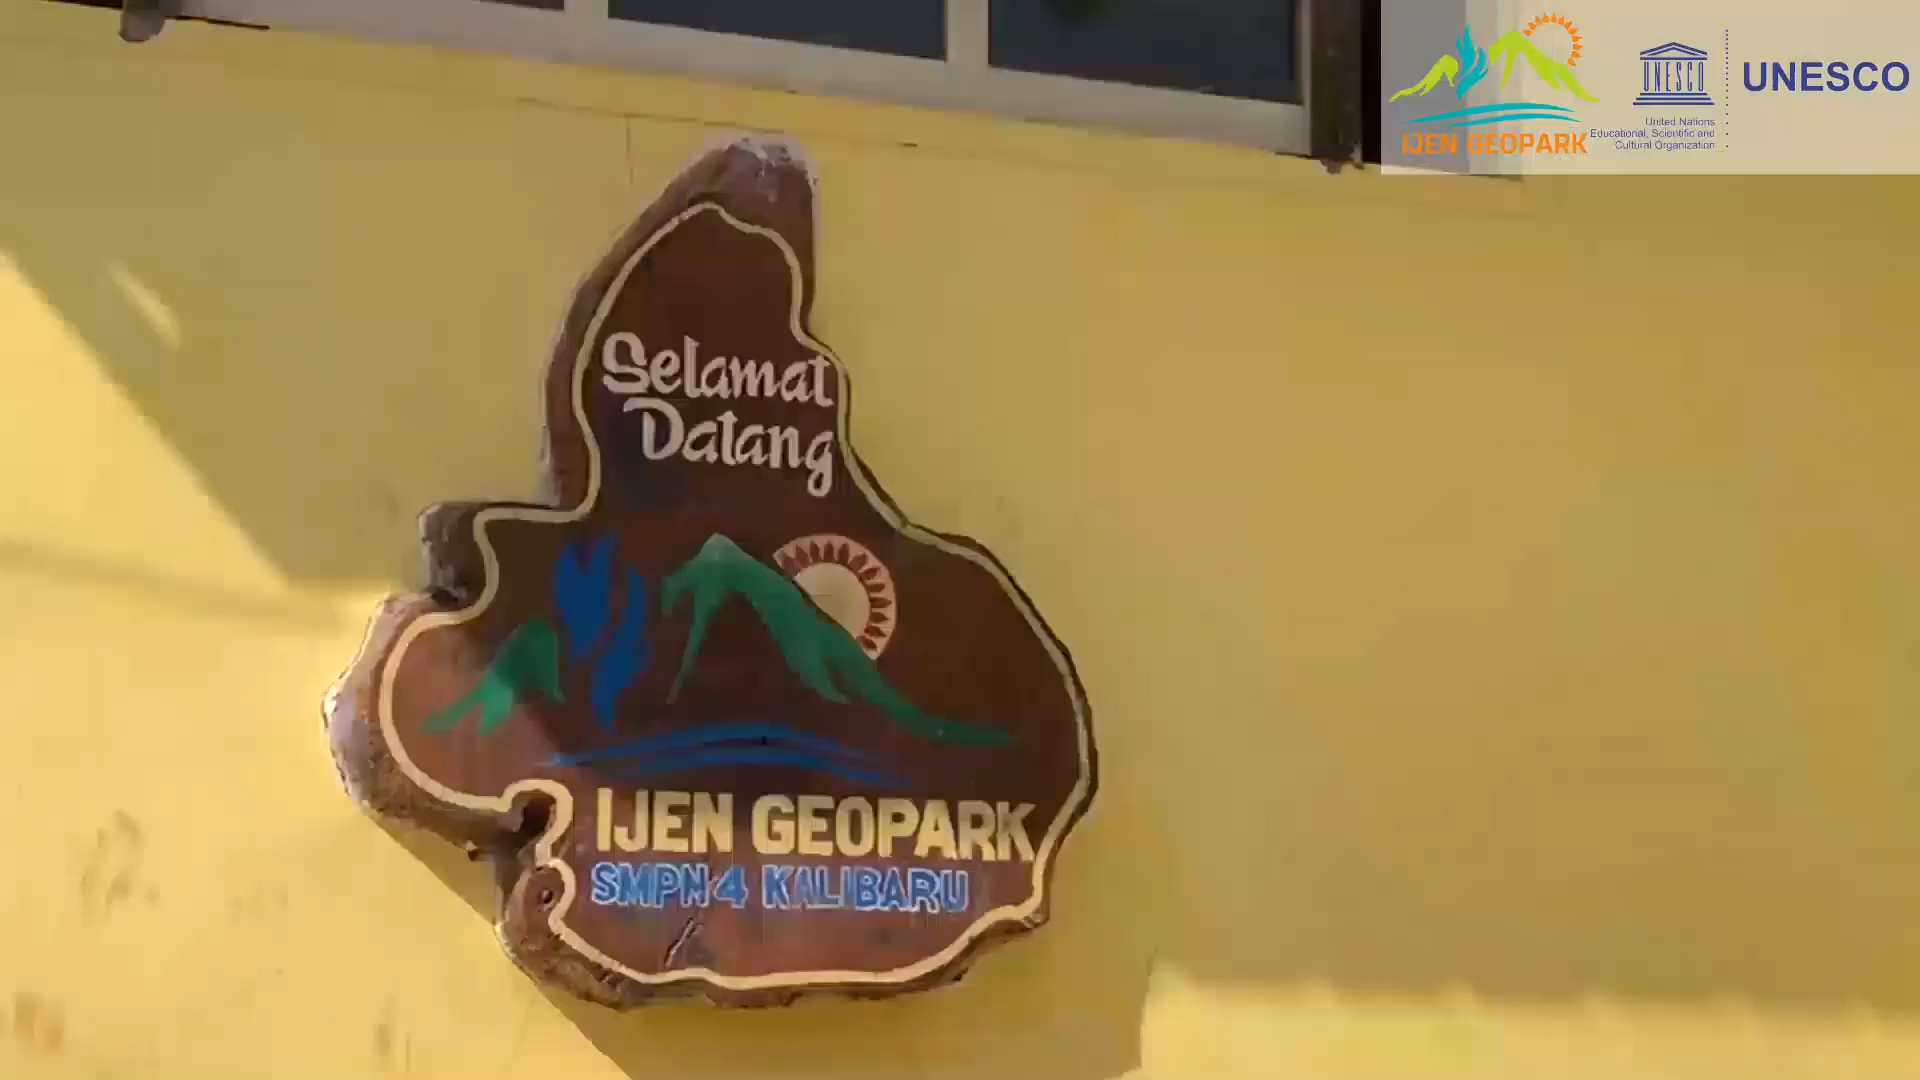 Selamat
Datang
IJEN GEOPARK
SMPN 4 KALIBARU
IJEN GEOPARK
UNESCO
United Nations
Educational, Scientific and
Cultural Organization
UNESCO